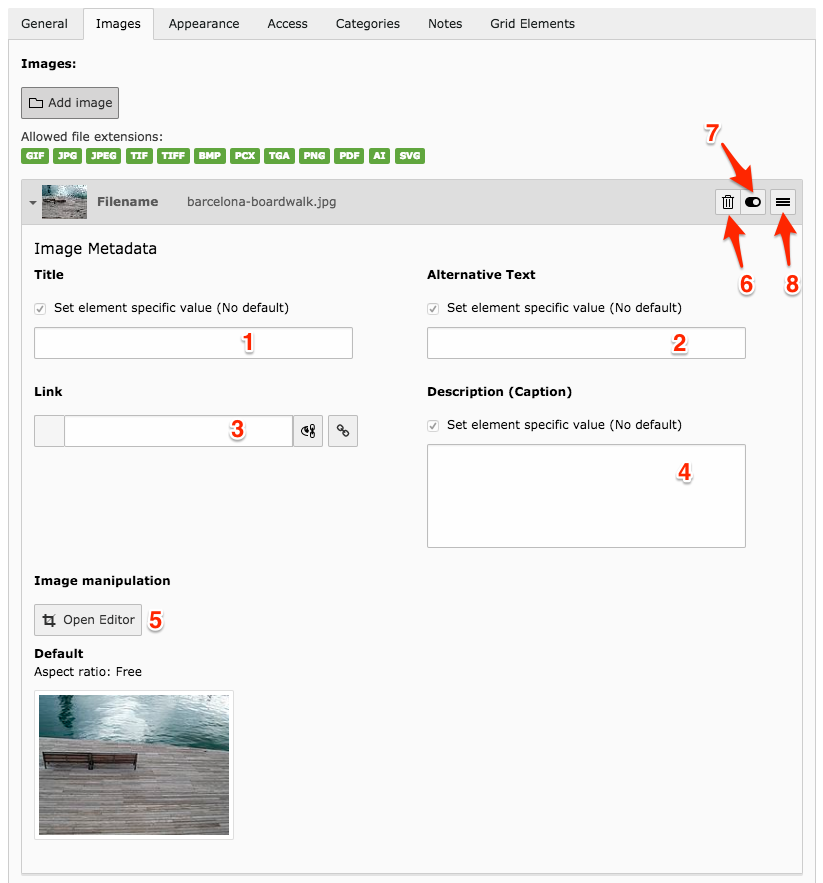 General Images Appearance Access Categories Notes Grid Elements
Images:
Add image
Allowed file extensions:
GIF JPG JPEG TIF TIFF BMP PCX TGA PNG PDF AI SVG
7
Filename barcelona-boardwalk.jpg
6 8
Image Metadata
Title Alternative Text
Set element specific value (No default) Set element specific value (No default)
1 2
Link Description (Caption)
3 Set element specific value (No default)
4
Image manipulation
Open Editor 5
Default
Aspect ratio: Free